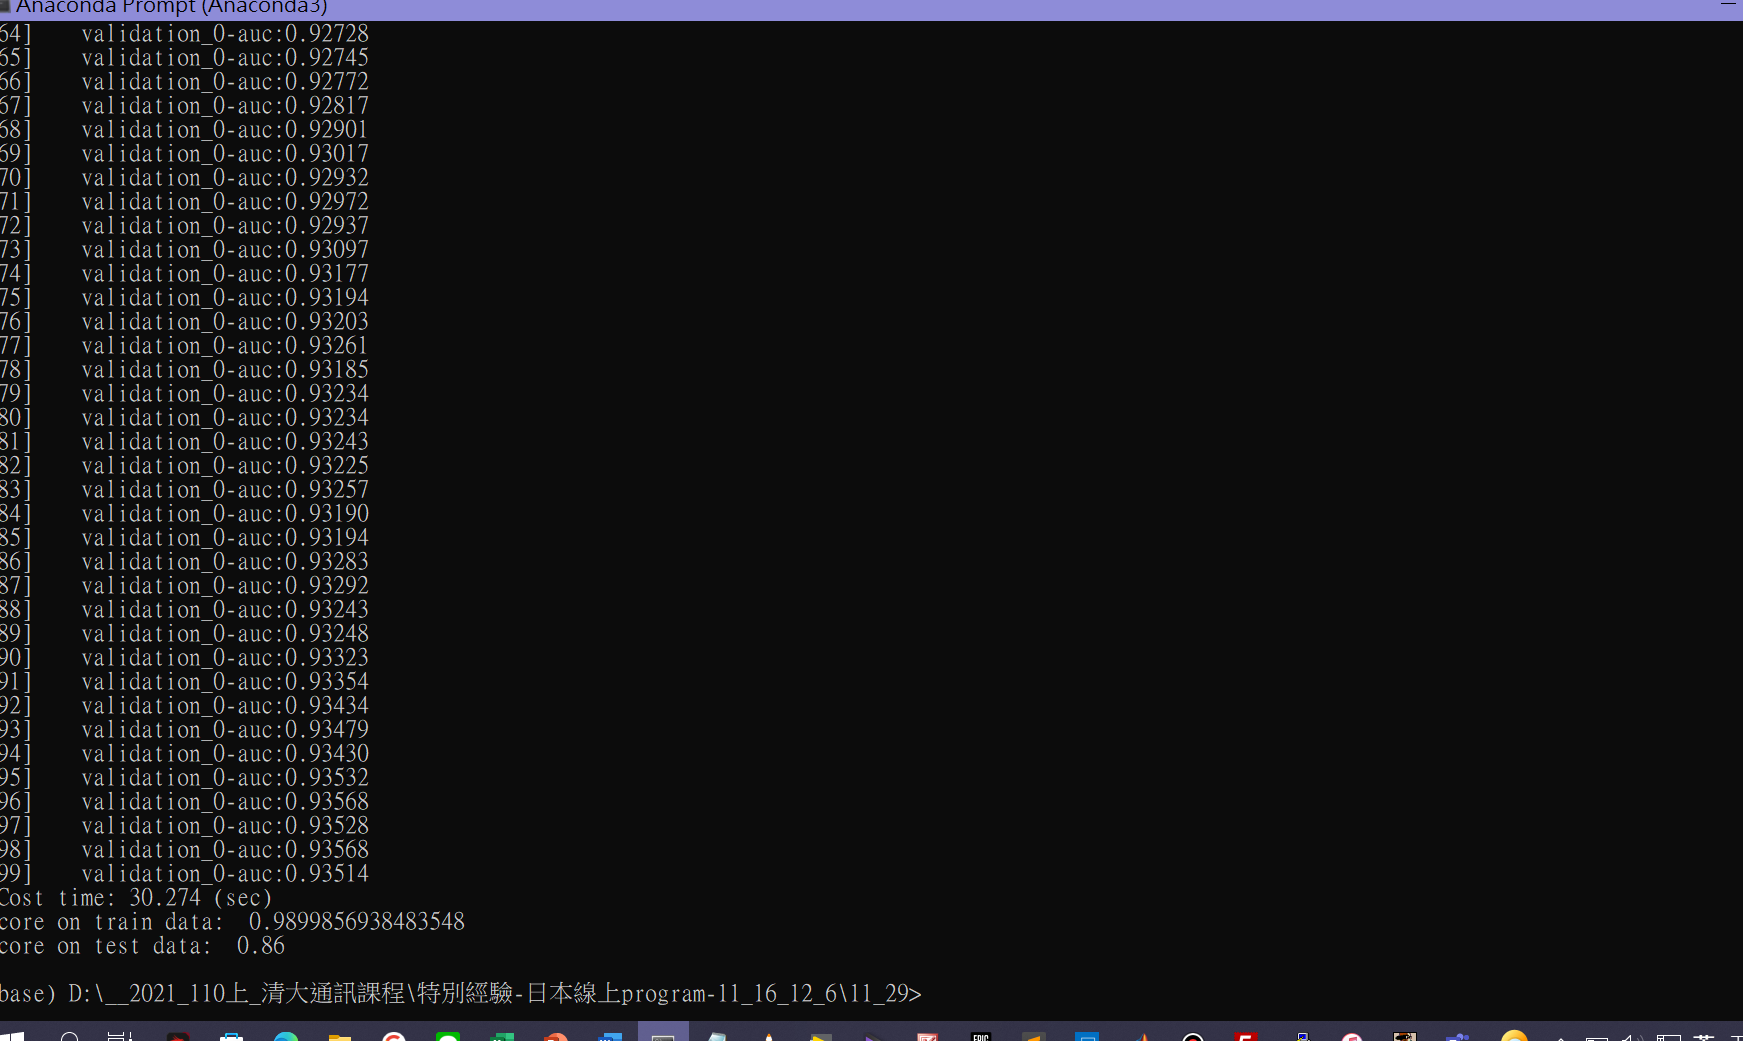 Anaconda Prompt (Anaconda3)
64]    validation_0-auc:0.92728
65]    validation_0-auc:0.92745
66]    validation_0-auc:0.92772
67]    validation_0-auc:0.92817
68]    validation_0-auc:0.92901
69]    validation_0-auc:0.93017
70]    validation_0-auc:0.92932
71]    validation_0-auc:0.92972
72]    validation_0-auc:0.92937
73]    validation_0-auc:0.93097
74]    validation_0-auc:0.93177
75]    validation_0-auc:0.93194
76]    validation_0-auc:0.93203
77]    validation_0-auc:0.93261
78]    validation_0-auc:0.93185
79]    validation_0-auc:0.93234
80]    validation_0-auc:0.93234
81]    validation_0-auc:0.93243
82]    validation_0-auc:0.93225
83]    validation_0-auc:0.93257
84]    validation_0-auc:0.93190
85]    validation_0-auc:0.93194
86]    validation_0-auc:0.93283
87]    validation_0-auc:0.93292
88]    validation_0-auc:0.93243
89]    validation_0-auc:0.93248
90]    validation_0-auc:0.93323
91]    validation_0-auc:0.93354
92]    validation_0-auc:0.93434
93]    validation_0-auc:0.93479
94]    validation_0-auc:0.93430
95]    validation_0-auc:0.93532
96]    validation_0-auc:0.93568
97]    validation_0-auc:0.93528
98]    validation_0-auc:0.93568
99]    validation_0-auc:0.93514
Cost time: 30.274 (sec)
core on train data:  0.9899856938483548
core on test data:  0.86
base) D:\__2021_110上_清大通訊課程\特別經驗-日本線上program-11_16_12_6\11_29>